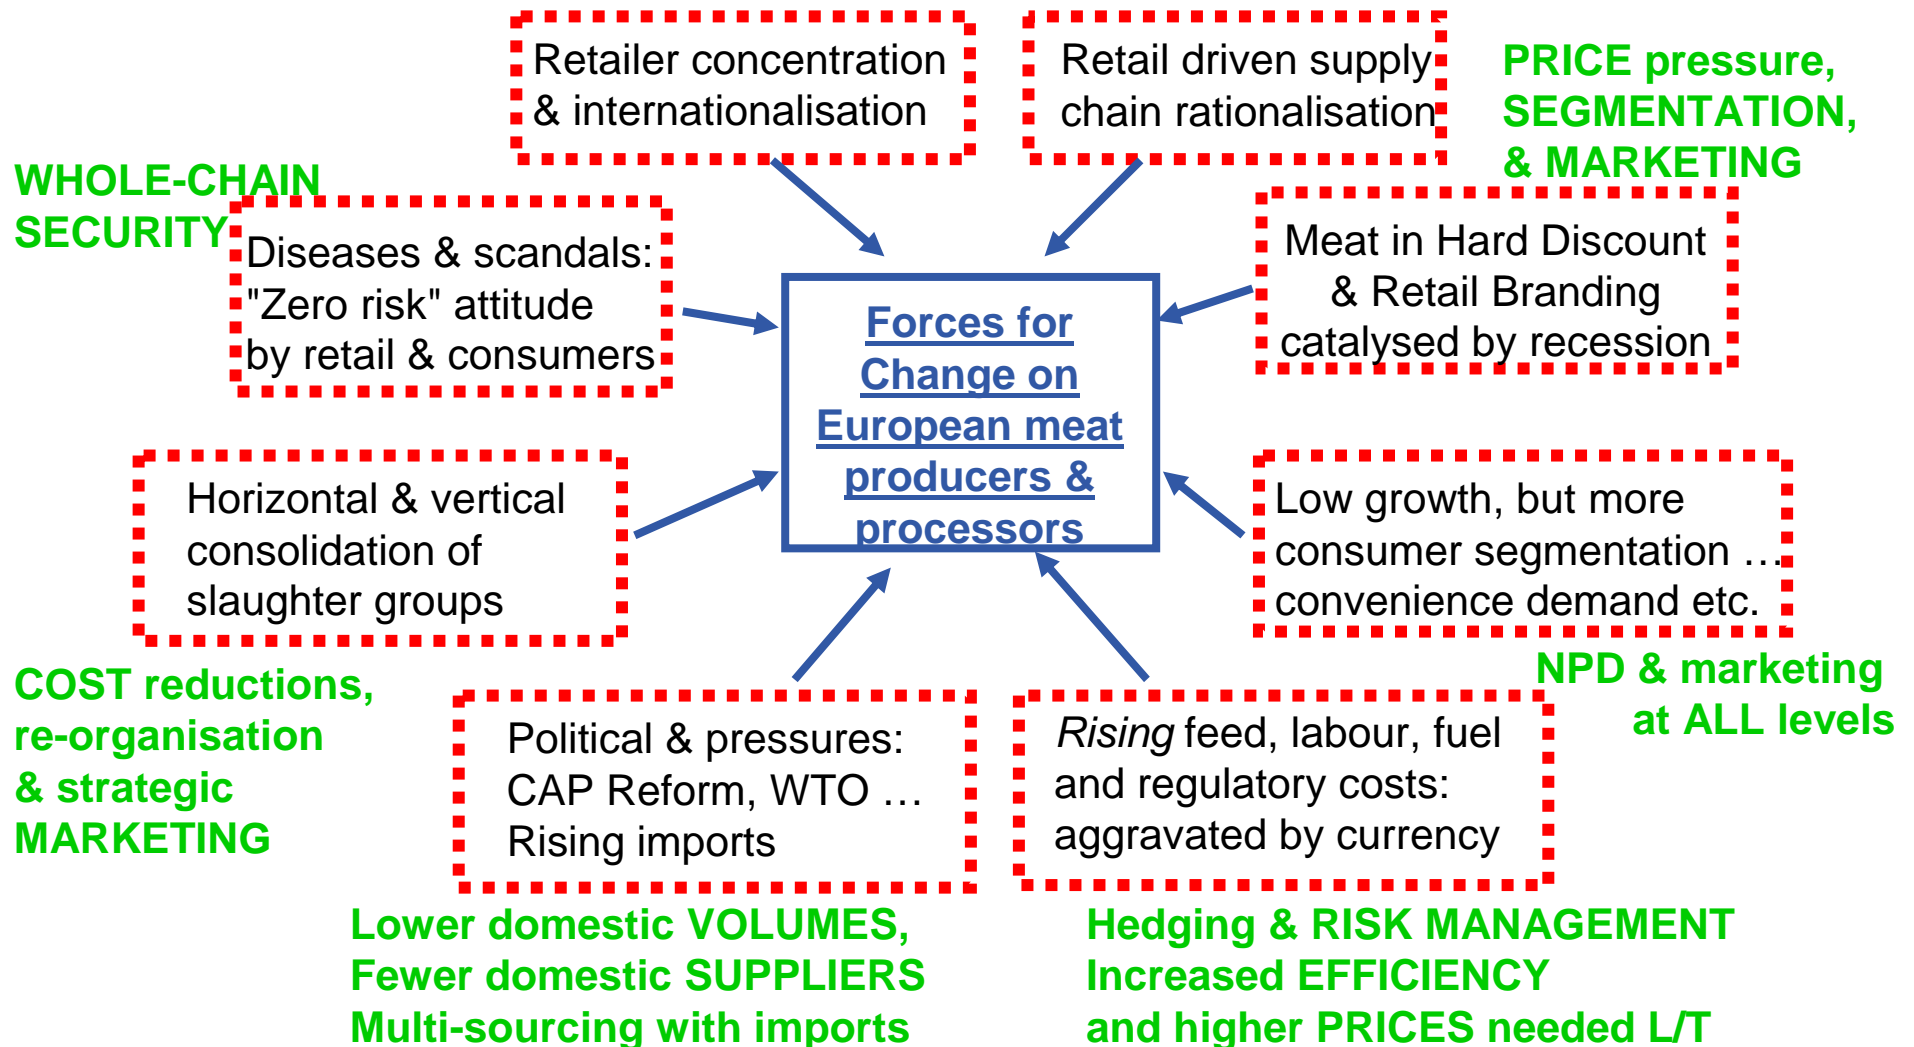 Retailer concentration
& internationalisation
Retail driven supply
chain rationalisation
PRICE pressure,
SEGMENTATION,
& MARKETING
WHOLE-CHAIN
SECURITY
Diseases & scandals:
"Zero risk" attitude
by retail & consumers
Meat in Hard Discount
& Retail Branding
catalysed by recession
Forces for
Change on
European meat
producers &
processors
Horizontal & vertical
consolidation of
slaughter groups
Low growth, but more
consumer segmentation …
convenience demand etc.
COST reductions,
re-organisation
& strategic
MARKETING
NPD & marketing
at ALL levels
Political & pressures:
CAP Reform, WTO …
Rising imports
Rising feed, labour, fuel
and regulatory costs:
aggravated by currency
Lower domestic VOLUMES,
Fewer domestic SUPPLIERS
Multi-sourcing with imports
Hedging & RISK MANAGEMENT
Increased EFFICIENCY
and higher PRICES needed L/T